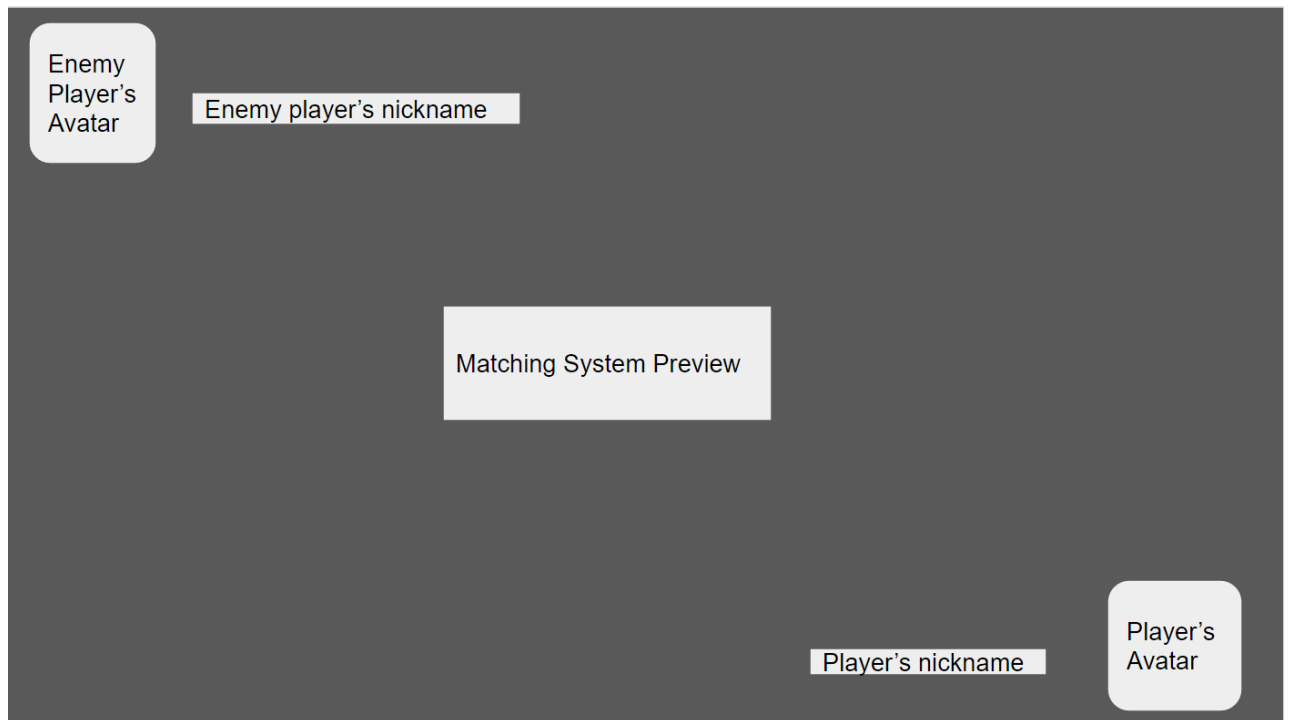 Enemy
Player’s
Avatar
Enemy player’s nickname
Matching System Preview
Player’s nickname
Player’s
Avatar